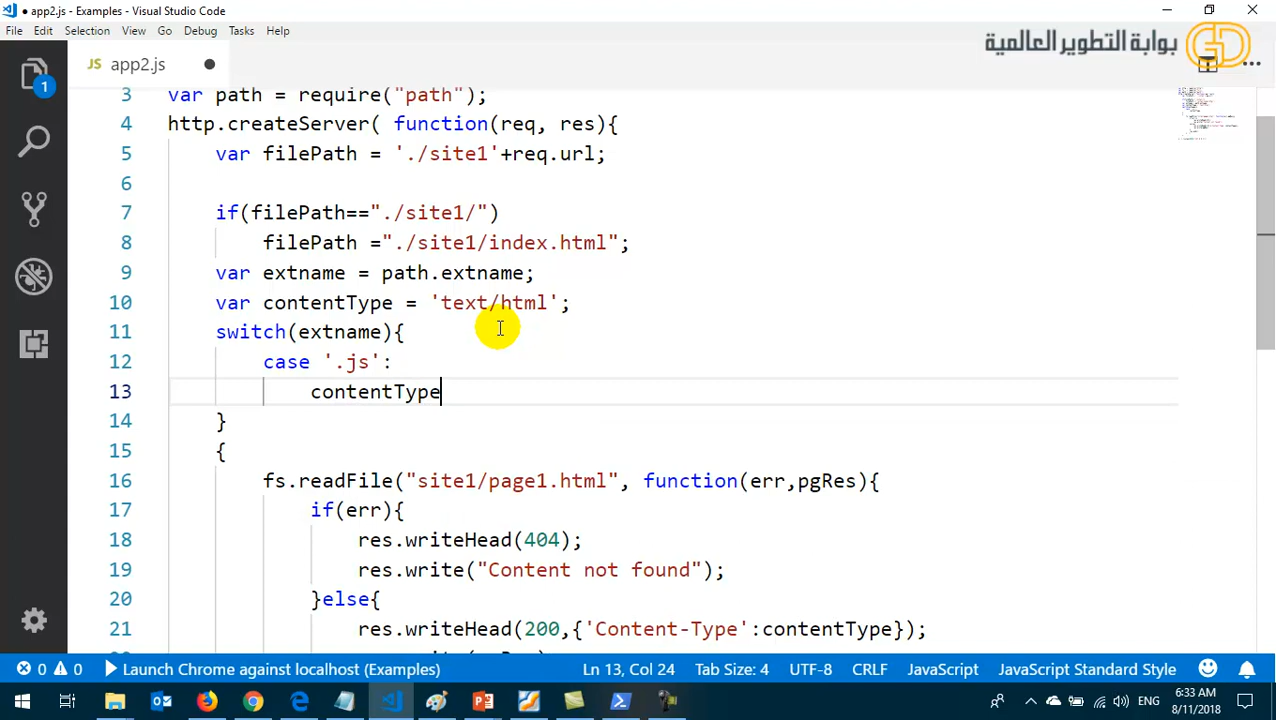 ● app2.js - Examples - Visual Studio Code
File Edit Selection View Go Debug Tasks Help
بوابة التطوير العالمية
GD
JS app2.js ●
1
3 var path = require("path");
4 http.createServer( function(req, res){
5 var filePath = './site1'+req.url;
6
7 if(filePath=="./site1/")
8 filePath ="./site1/index.html";
9 var extname = path.extname;
10 var contentType = 'text/html';
11 switch(extname){
12 case '.js':
13 contentType
14 }
15 {
16 fs.readFile("site1/page1.html", function(err,pgRes){
17 if(err){
18 res.writeHead(404);
19 res.write("Content not found");
20 }else{
21 res.writeHead(200,{'Content-Type':contentType});
0 0 Launch Chrome against localhost (Examples) Ln 13, Col 24 Tab Size: 4 UTF-8 CRLF JavaScript JavaScript Standard Style
ENG
6:33 AM
8/11/2018